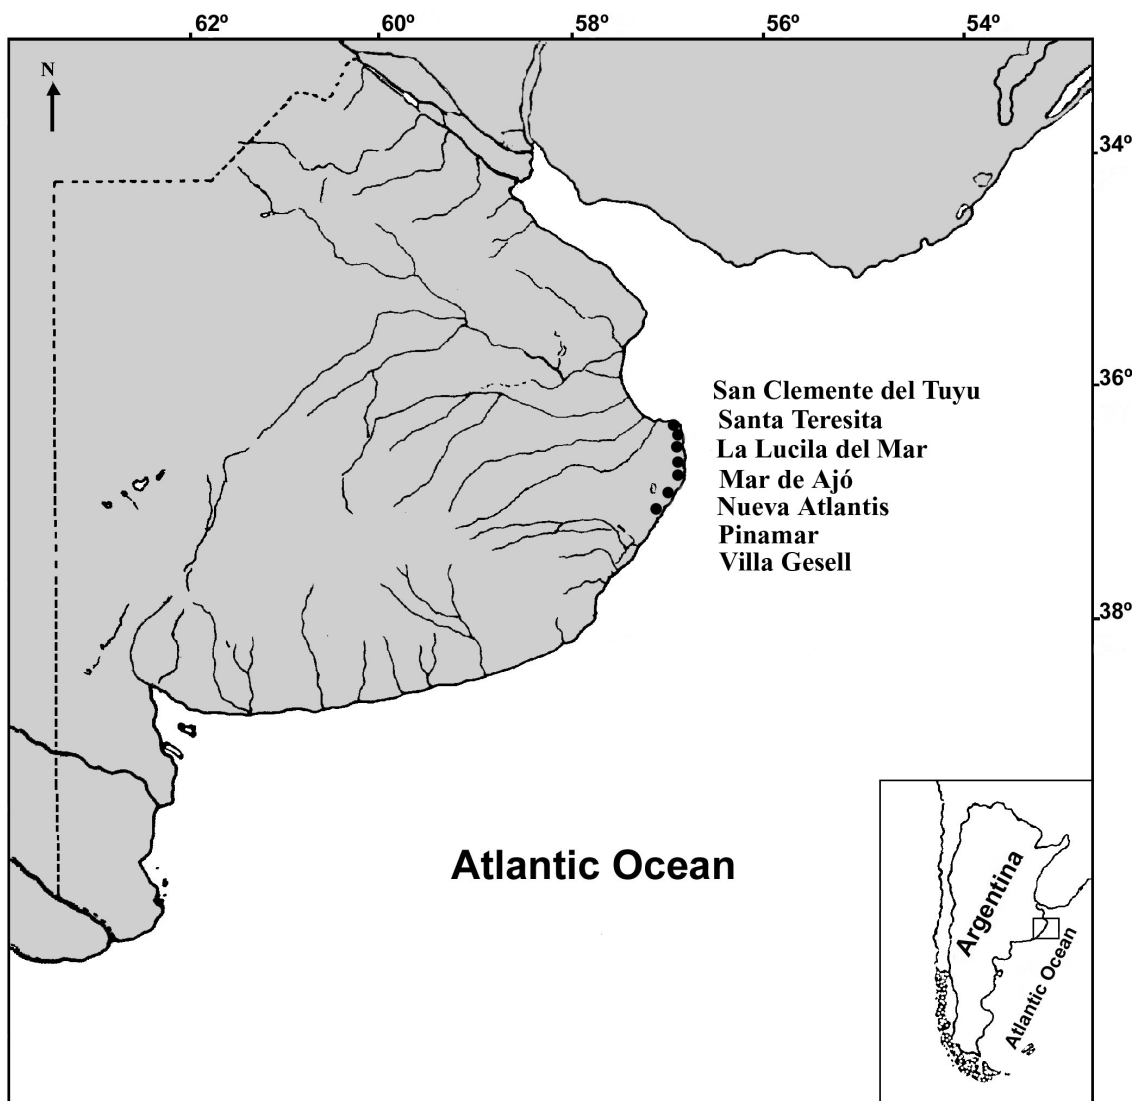 62º 60º 58º 56º 54º
N
34º
36º
San Clemente del Tuyu
Santa Teresita
La Lucila del Mar
Mar de Ajó
Nueva Atlantis
Pinamar
Villa Gesell
38º
Atlantic Ocean
Argentina
Atlantic Ocean